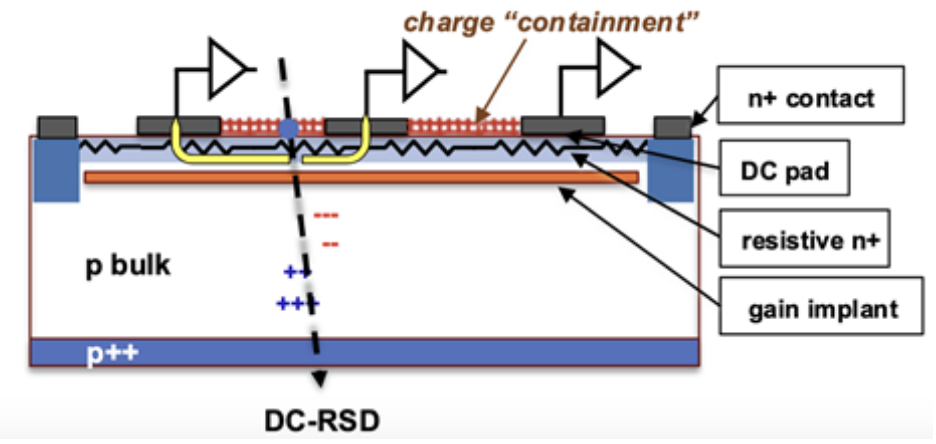 charge “containment”
n+ contact
DC pad
resistive n+
gain implant
---
--
p bulk
++
+++
p++
DC-RSD